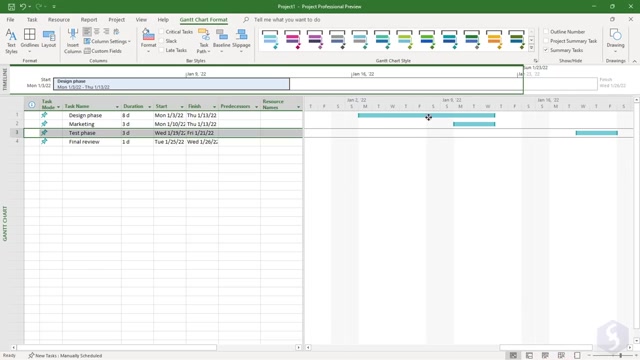 Project1 - Project Professional Preview
File Task Resource Report Project View Help Gantt Chart Format Tell me what you want to do
Text Styles Gridlines Layout
Column Settings
Columns
Format
Critical Tasks
Slack
Late Tasks
Task Path Baseline Slippage
Bar Styles
Gantt Chart Style
Outline Number
Project Summary Task
Summary Tasks
Show/Hide
Drawing
Drawings
TIMELINE
Jan 9, '22 Jan 16, '22
Sun 1/23/22
Start
Mon 1/3/22
Design phase
Mon 1/3/22 - Thu 1/13/22
Finish
Wed 1/26/22
Task Mode Task Name Duration Start Finish Predecessors Resource Names
Jan 2, '22 Jan 9, '22 Jan 16, '22
T F S S M T W T F S S M T W T F S S M T W T F S
1 Design phase 8 d Mon 1/3/22 Thu 1/13/22
2 Marketing 3 d Mon 1/10/22 Thu 1/13/22
3 Test phase 3 d Wed 1/19/22 Fri 1/21/22
4 Final review 1 d Tue 1/25/22 Wed 1/26/22
GANTT CHART
Ready New Tasks : Manually Scheduled